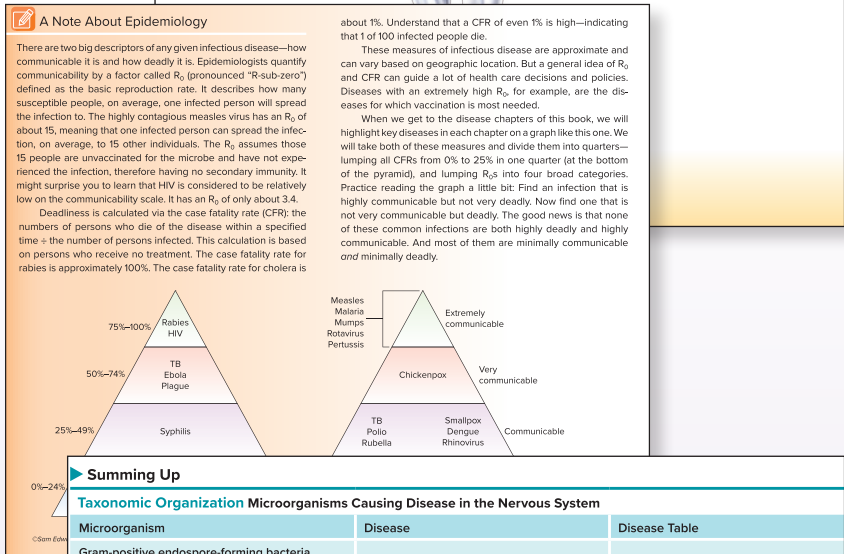 A Note About Epidemiology
There are two big descriptors of any given infectious disease—how
communicable it is and how deadly it is. Epidemiologists quantify
communicability by a factor called R₀ (pronounced “R-sub-zero”)
defined as the basic reproduction rate. It describes how many
susceptible people, on average, one infected person will spread
the infection to. The highly contagious measles virus has an R₀ of
about 15, meaning that one infected person can spread the infec-
tion, on average, to 15 other individuals. The R₀ assumes those
15 people are unvaccinated for the microbe and have not expe-
rienced the infection, therefore having no secondary immunity. It
might surprise you to learn that HIV is considered to be relatively
low on the communicability scale. It has an R₀ of only about 3.4.
Deadliness is calculated via the case fatality rate (CFR): the
numbers of persons who die of the disease within a specified
time ÷ the number of persons infected. This calculation is based
on persons who receive no treatment. The case fatality rate for
rabies is approximately 100%. The case fatality rate for cholera is
about 1%. Understand that a CFR of even 1% is high—indicating
that 1 of 100 infected people die.
These measures of infectious disease are approximate and
can vary based on geographic location. But a general idea of R₀
and CFR can guide a lot of health care decisions and policies.
Diseases with an extremely high R₀, for example, are the dis-
eases for which vaccination is most needed.
When we get to the disease chapters of this book, we will
highlight key diseases in each chapter on a graph like this one. We
will take both of these measures and divide them into quarters—
lumping all CFRs from 0% to 25% in one quarter (at the bottom
of the pyramid), and lumping R₀s into four broad categories.
Practice reading the graph a little bit: Find an infection that is
highly communicable but not very deadly. Now find one that is
not very communicable but deadly. The good news is that none
of these common infections are both highly deadly and highly
communicable. And most of them are minimally communicable
and minimally deadly.
75%–100%
Rabies
HIV
50%–74%
TB
Ebola
Plague
25%–49%
Syphilis
0%–24%
Measles
Malaria
Mumps
Rotavirus
Pertussis
Extremely
communicable
Chickenpox
Very
communicable
TB
Polio
Rubella
Smallpox
Dengue
Rhinovirus
Communicable
©Sam
Summing Up
Taxonomic Organization Microorganisms Causing Disease in the Nervous System
Microorganism
Disease
Disease Table
Gram-positive endospore-forming bacteria